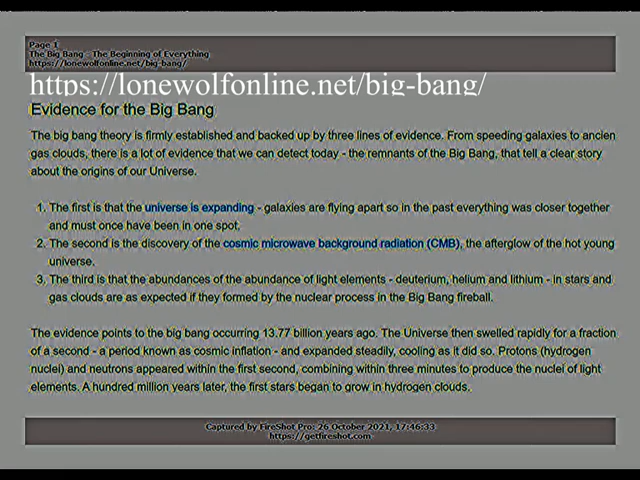 Page 1
The Big Bang - The Beginning of Everything
https://lonewolfonline.net/big-bang/
https://lonewolfonline.net/big-bang/
Evidence for the Big Bang
The big bang theory is firmly established and backed up by three lines of evidence. From speeding galaxies to ancien
gas clouds, there is a lot of evidence that we can detect today - the remnants of the Big Bang, that tell a clear story
about the origins of our Universe.
1. The first is that the universe is expanding - galaxies are flying apart so in the past everything was closer together
and must once have been in one spot.
2. The second is the discovery of the cosmic microwave background radiation (CMB), the afterglow of the hot young
universe.
3. The third is that the abundances of the abundance of light elements - deuterium, helium and lithium - in stars and
gas clouds are as expected if they formed by the nuclear process in the Big Bang fireball.
The evidence points to the big bang occurring 13.77 billion years ago. The Universe then swelled rapidly for a fraction
of a second - a period known as cosmic inflation - and expanded steadily, cooling as it did so. Protons (hydrogen
nuclei) and neutrons appeared within the first second, combining within three minutes to produce the nuclei of light
elements. A hundred million years later, the first stars began to grow in hydrogen clouds.
Captured by FireShot Pro: 26 October 2021, 17:46:33
https://getfireshot.com